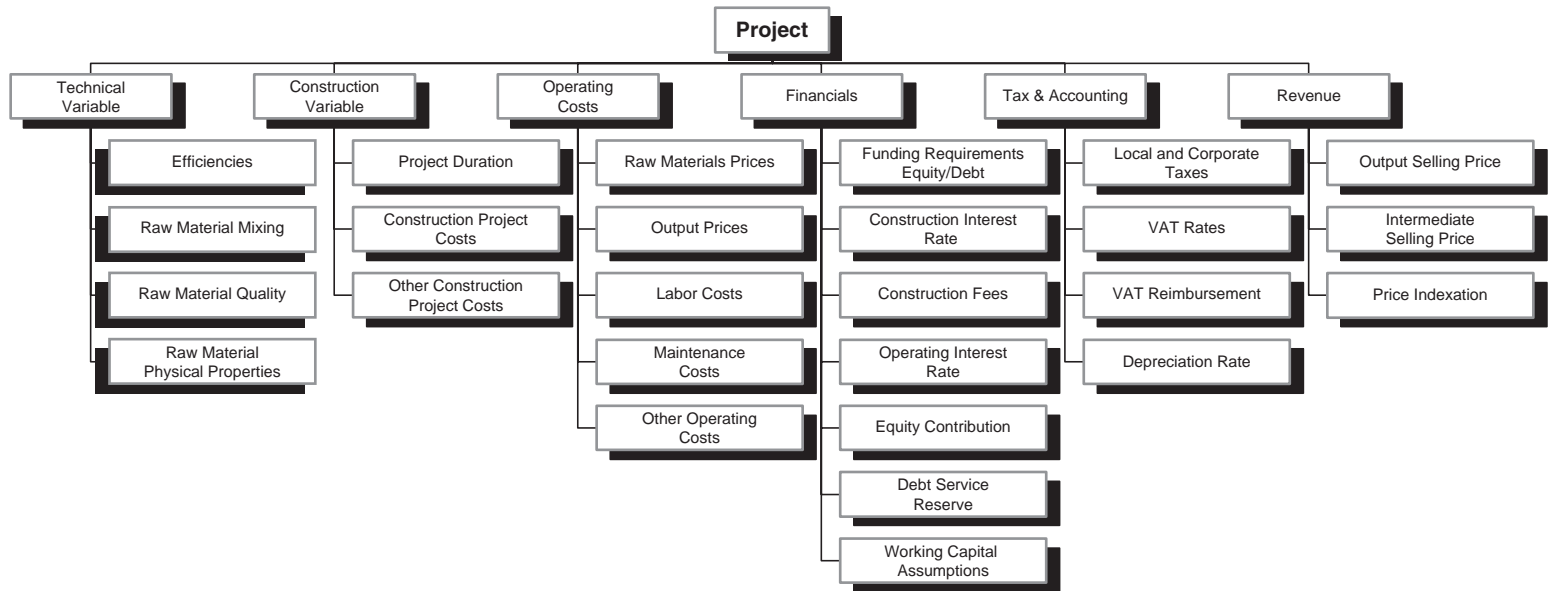 Project
Technical
Variable
Efficiencies
Raw Material Mixing
Raw Material Quality
Raw Material
Physical Properties
Construction
Variable
Project Duration
Construction Project
Costs
Other Construction
Project Costs
Operating
Costs
Raw Materials Prices
Output Prices
Labor Costs
Maintenance
Costs
Other Operating
Costs
Financials
Funding Requirements
Equity/Debt
Construction Interest
Rate
Construction Fees
Operating Interest
Rate
Equity Contribution
Debt Service
Reserve
Working Capital
Assumptions
Tax & Accounting
Local and Corporate
Taxes
VAT Rates
VAT Reimbursement
Depreciation Rate
Revenue
Output Selling Price
Intermediate
Selling Price
Price Indexation